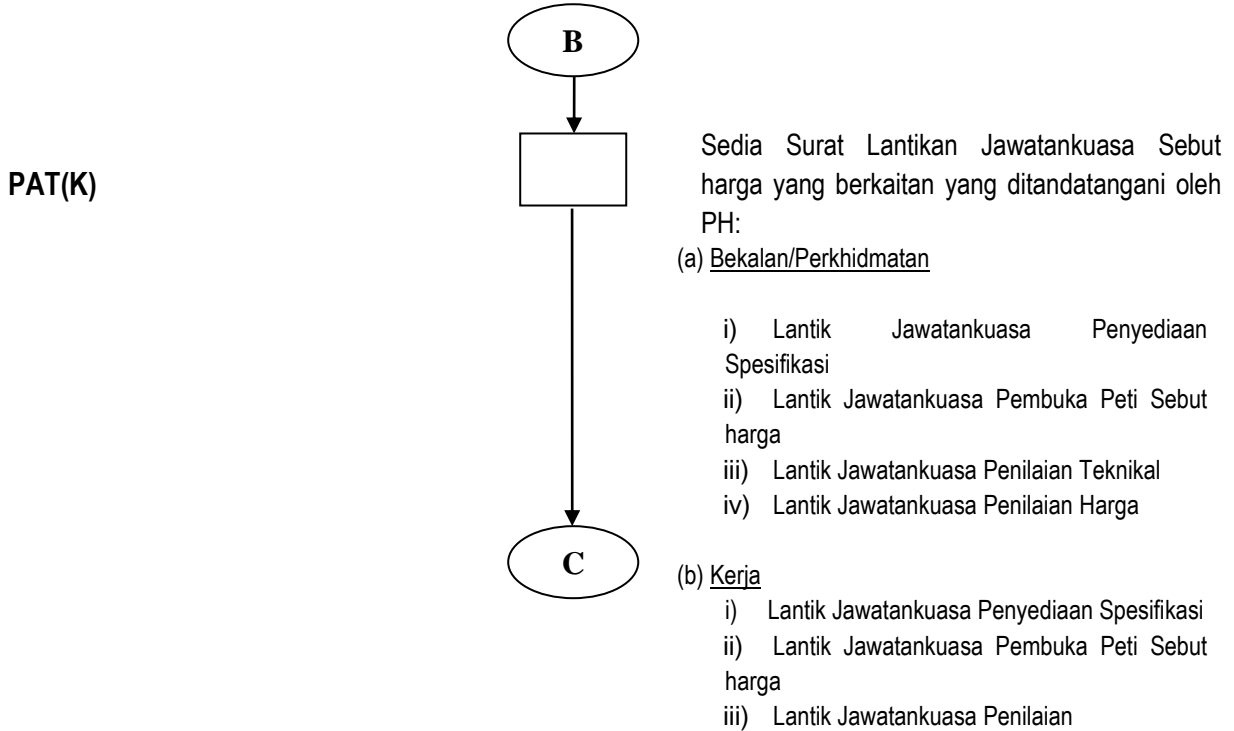 B
PAT(K)
Sedia Surat Lantikan Jawatankuasa Sebut
harga yang berkaitan yang ditandatangani oleh
PH:
(a) Bekalan/Perkhidmatan
i) Lantik Jawatankuasa Penyediaan
Spesifikasi
ii) Lantik Jawatankuasa Pembuka Peti Sebut
harga
iii) Lantik Jawatankuasa Penilaian Teknikal
iv) Lantik Jawatankuasa Penilaian Harga
C
(b) Kerja
i) Lantik Jawatankuasa Penyediaan Spesifikasi
ii) Lantik Jawatankuasa Pembuka Peti Sebut
harga
iii) Lantik Jawatankuasa Penilaian